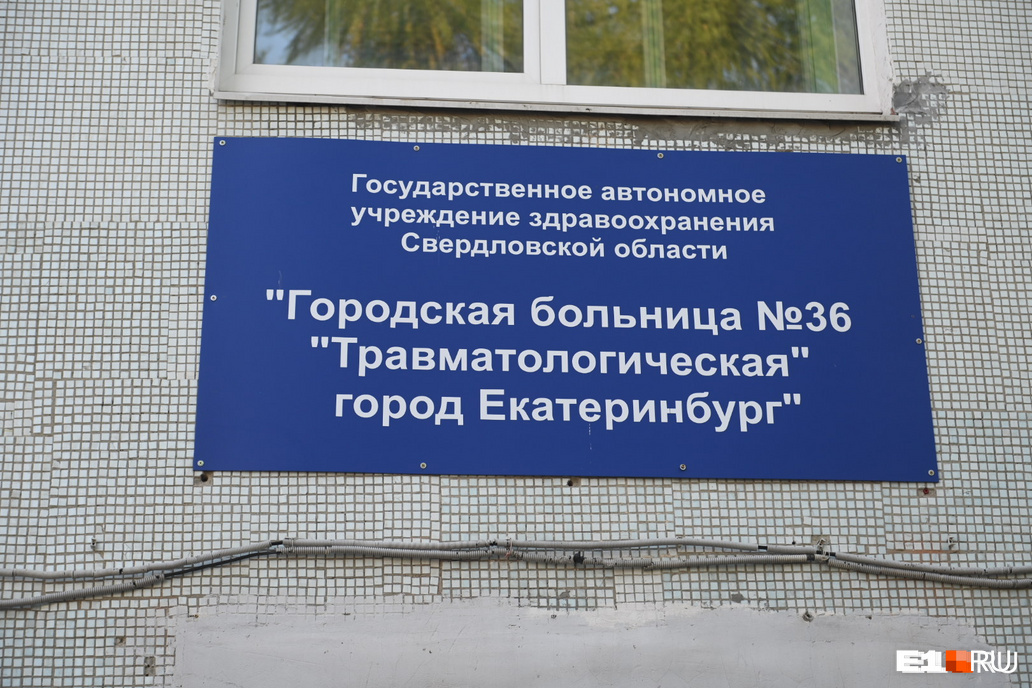 Государственное автономное
учреждение здравоохранения
Свердловской области
"Городская больница №36
"Травматологическая"
город Екатеринбург"
E1.RU